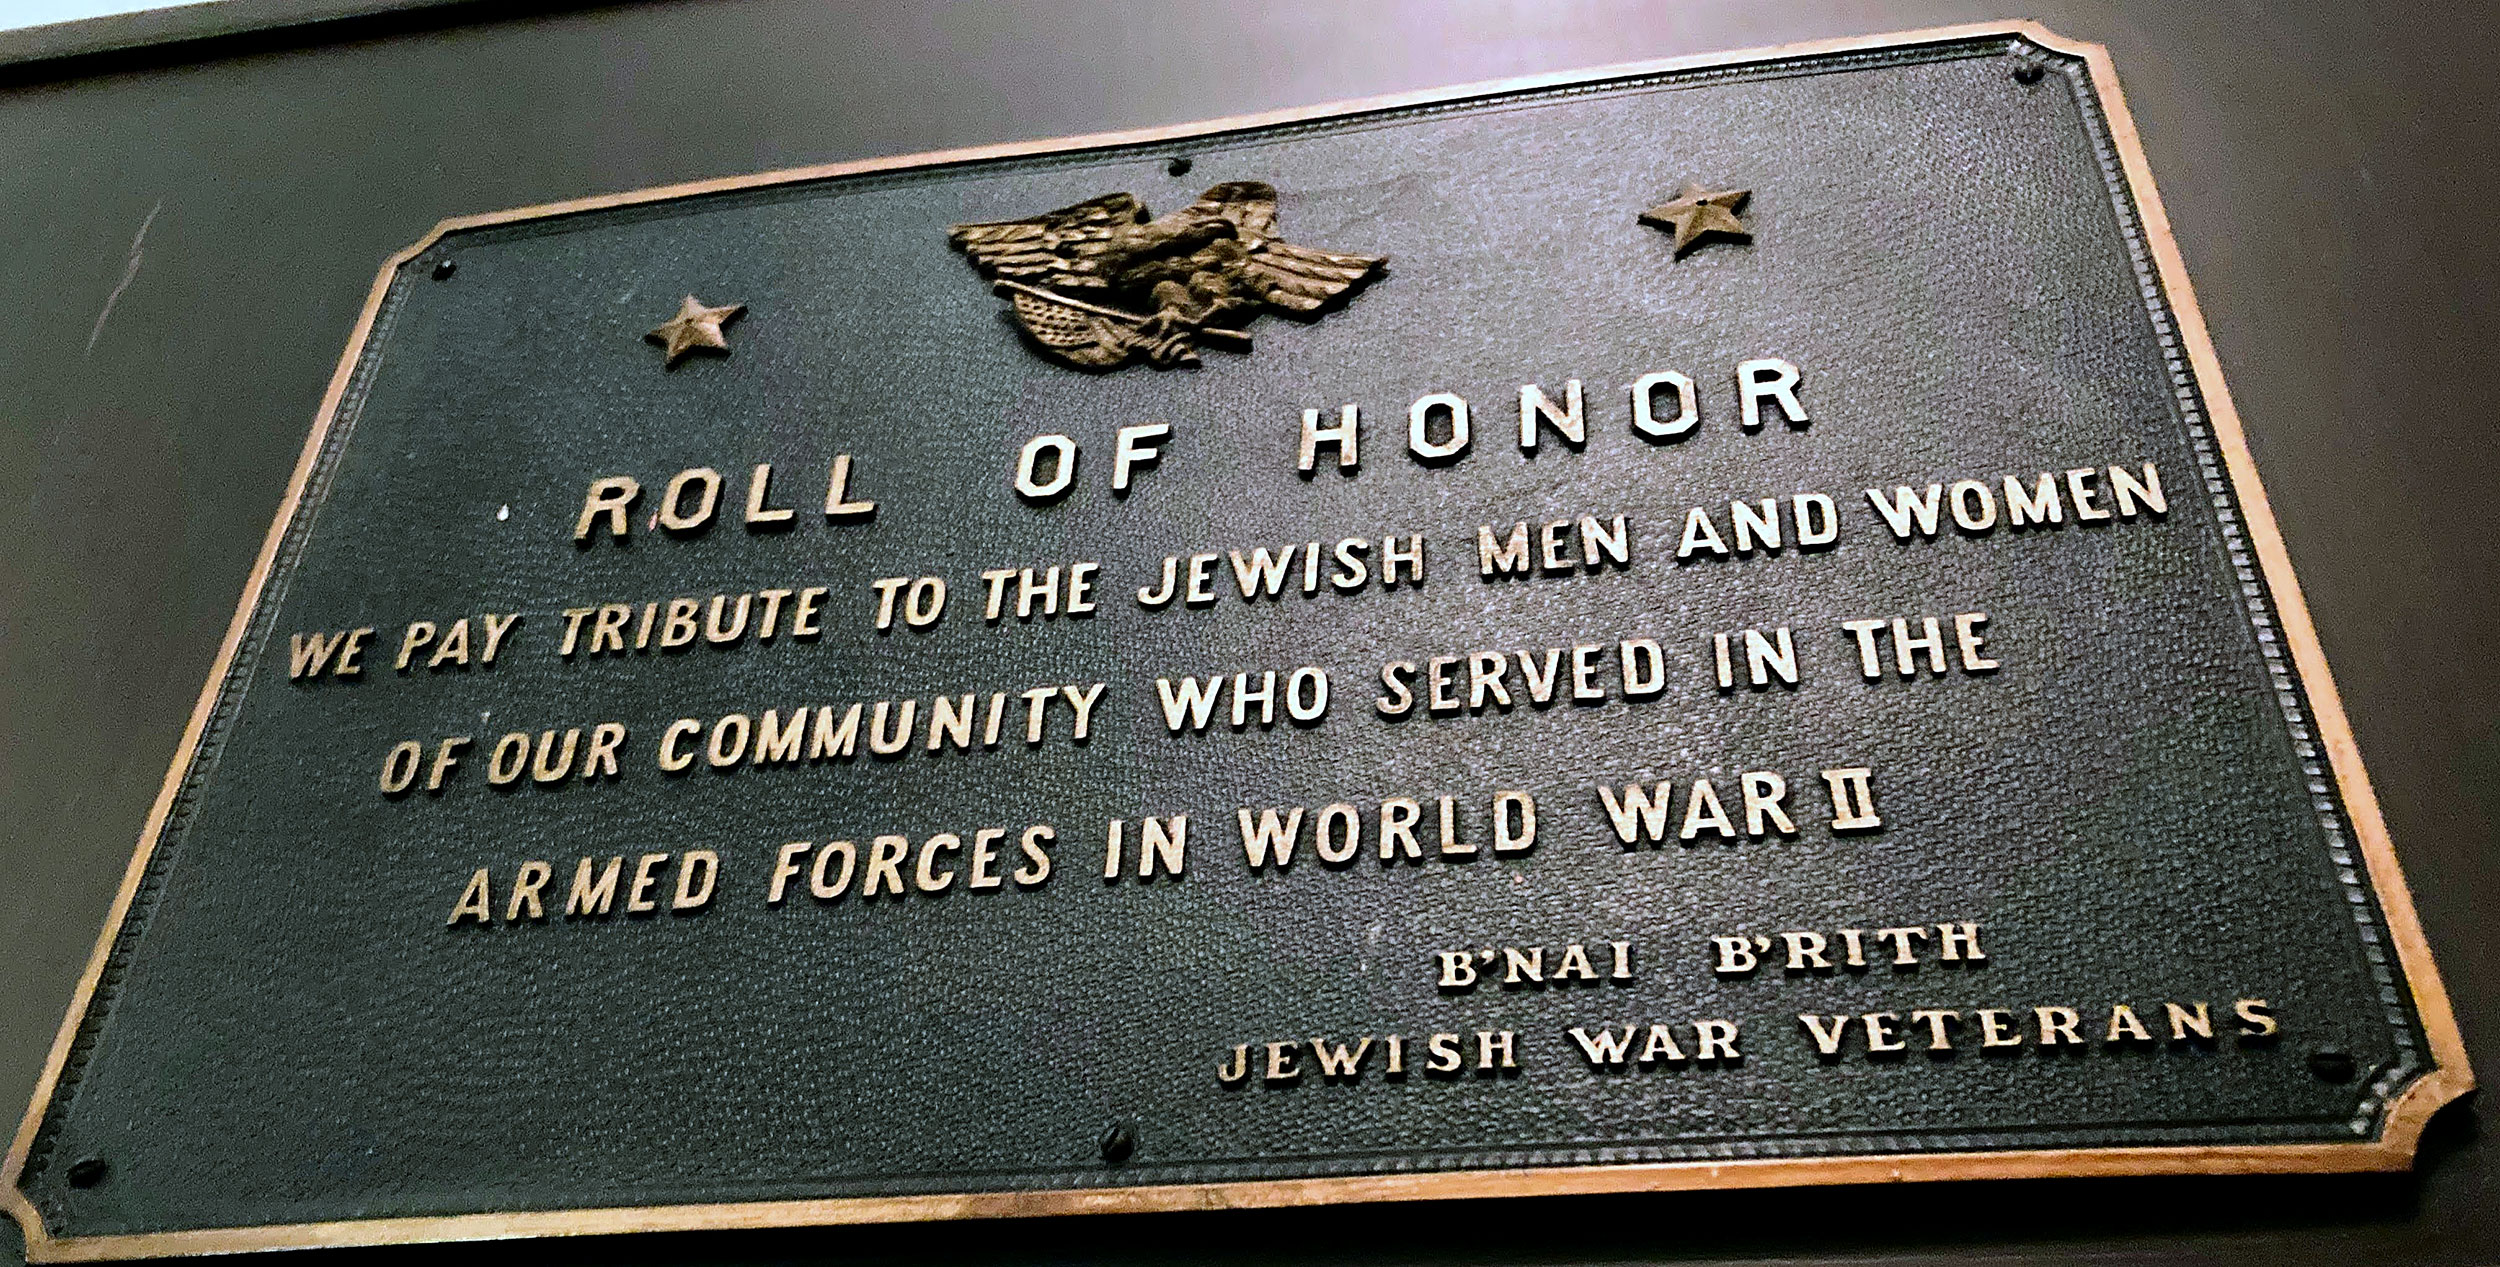 ROLL OF HONOR
WE PAY TRIBUTE TO THE JEWISH MEN AND WOMEN
OF OUR COMMUNITY WHO SERVED IN THE
ARMED FORCES IN WORLD WAR II
B'NAI B'RITH
JEWISH WAR VETERANS